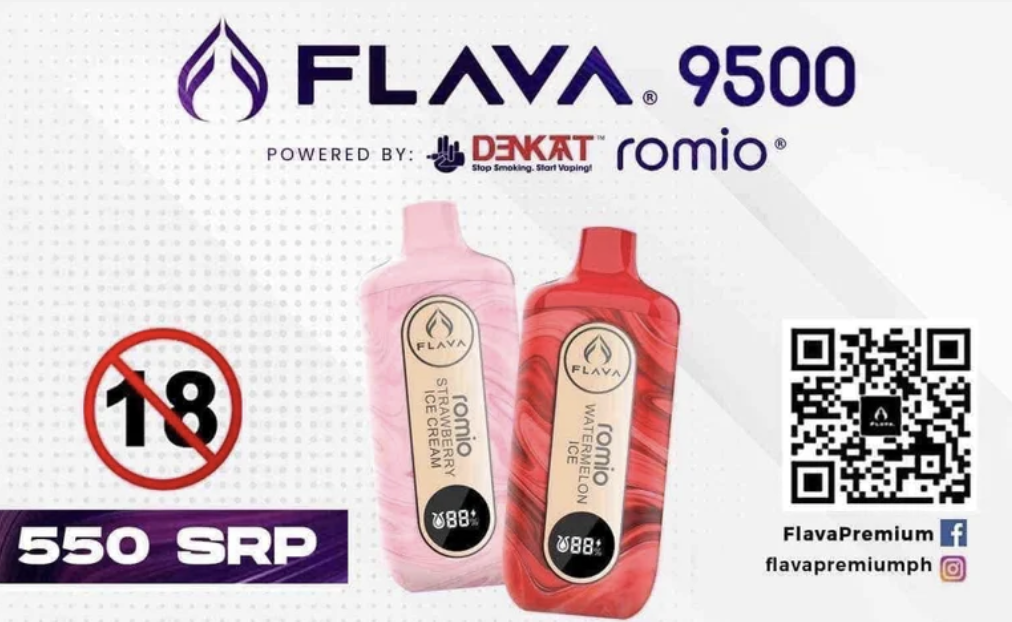 FLAVA® 9500
POWERED BY: DENKAT™ romio®
Stop Smoking. Start Vaping!
FLAVA
romio
STRAWBERRY
ICE CREAM
88%
FLAVA
romio
WATERMELON
ICE
88%
18
550 SRP
FLAVA
FlavaPremium
flavapremiumph